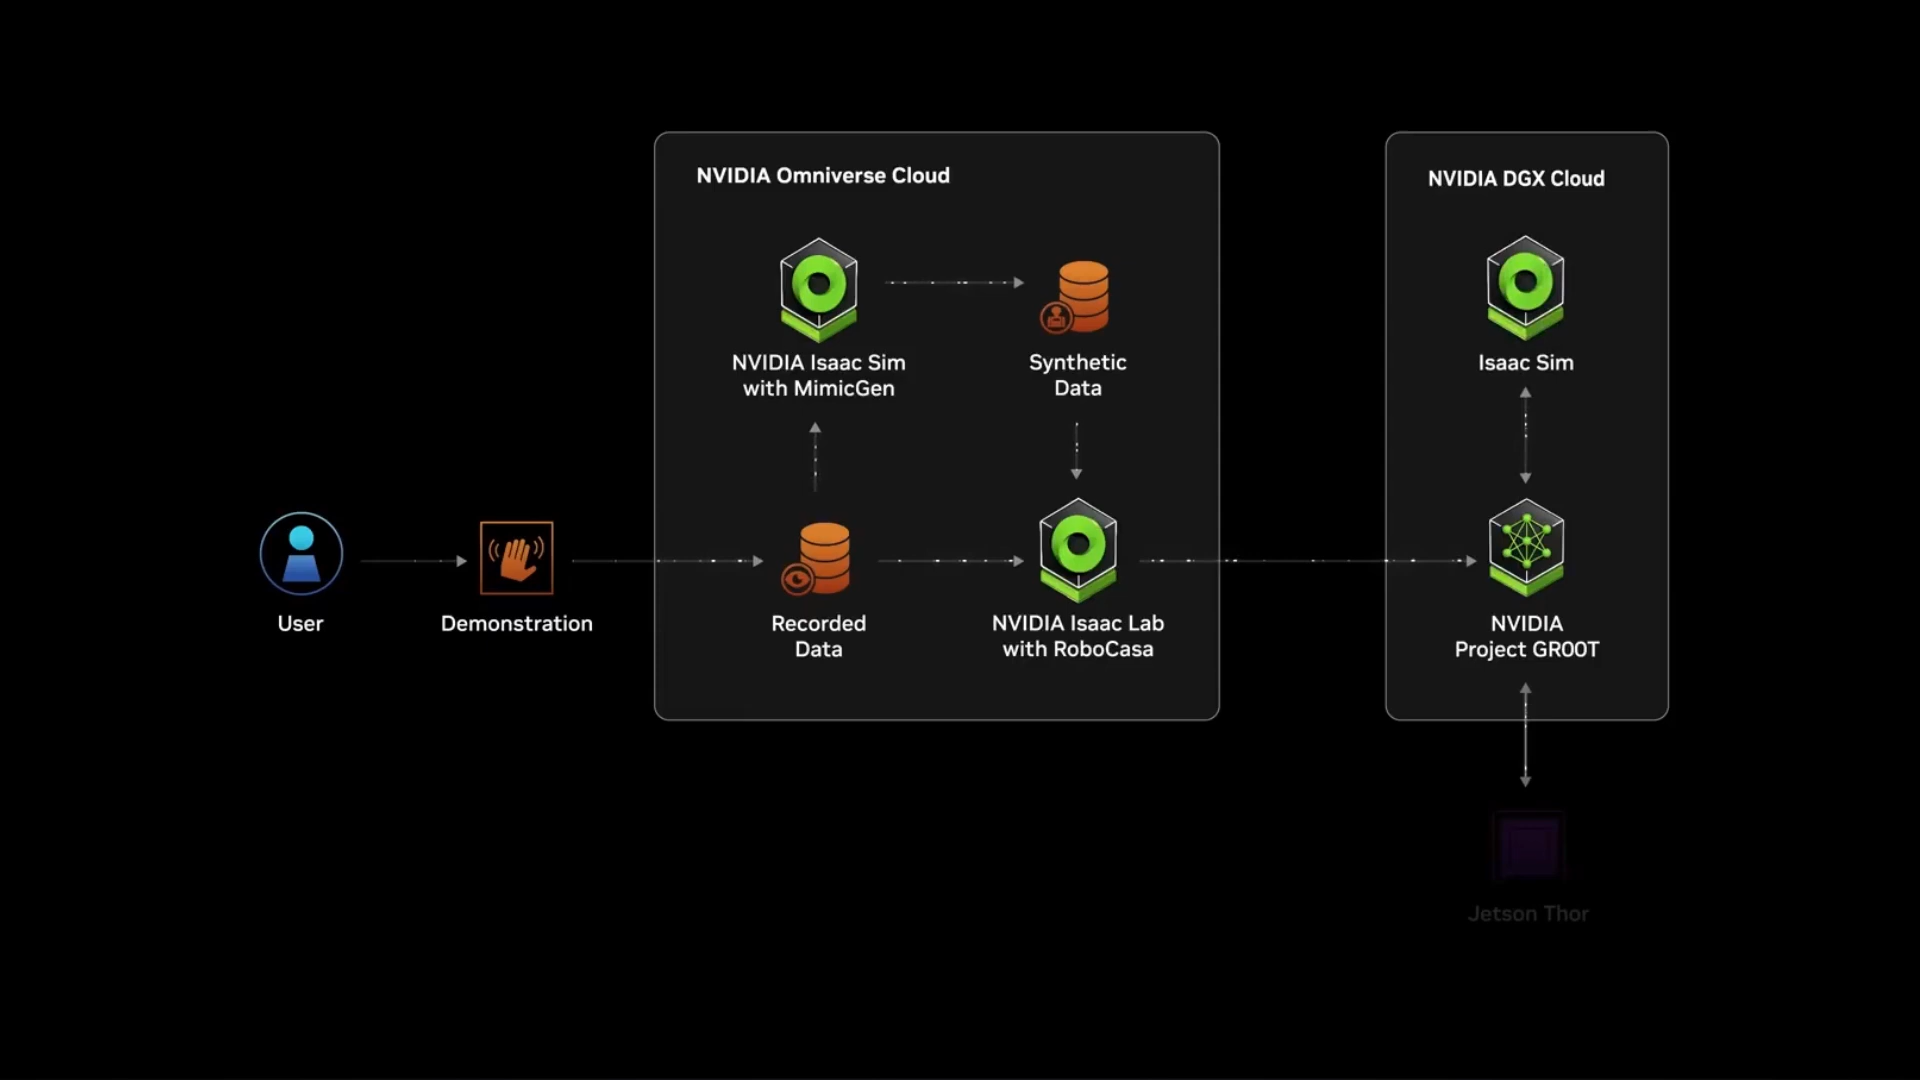 NVIDIA Omniverse Cloud
NVIDIA DGX Cloud
NVIDIA Isaac Sim
with MimicGen
Synthetic
Data
Isaac Sim
User
Demonstration
Recorded
Data
NVIDIA Isaac Lab
with RoboCasa
NVIDIA
Project GR00T
Jetson Thor